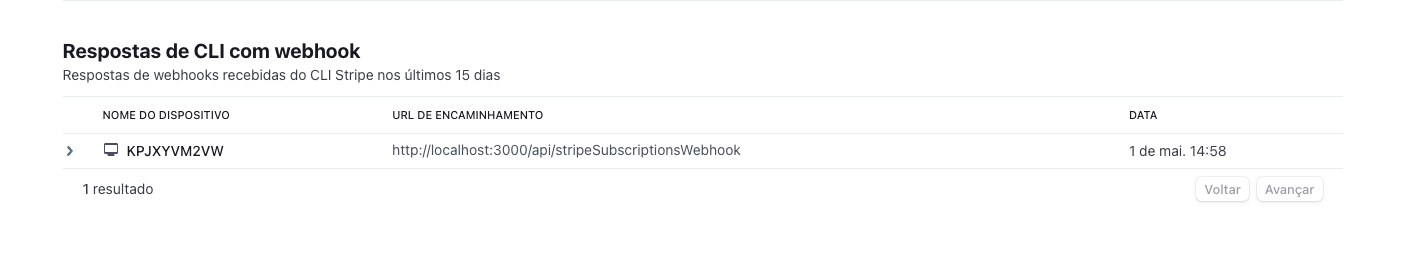 Respostas de CLI com webhook
Respostas de webhooks recebidas do CLI Stripe nos últimos 15 dias
NOME DO DISPOSITIVO URL DE ENCAMINHAMENTO DATA
KPJXYVM2VW http://localhost:3000/api/stripeSubscriptionsWebhook 1 de mai. 14:58
1 resultado Voltar Avançar